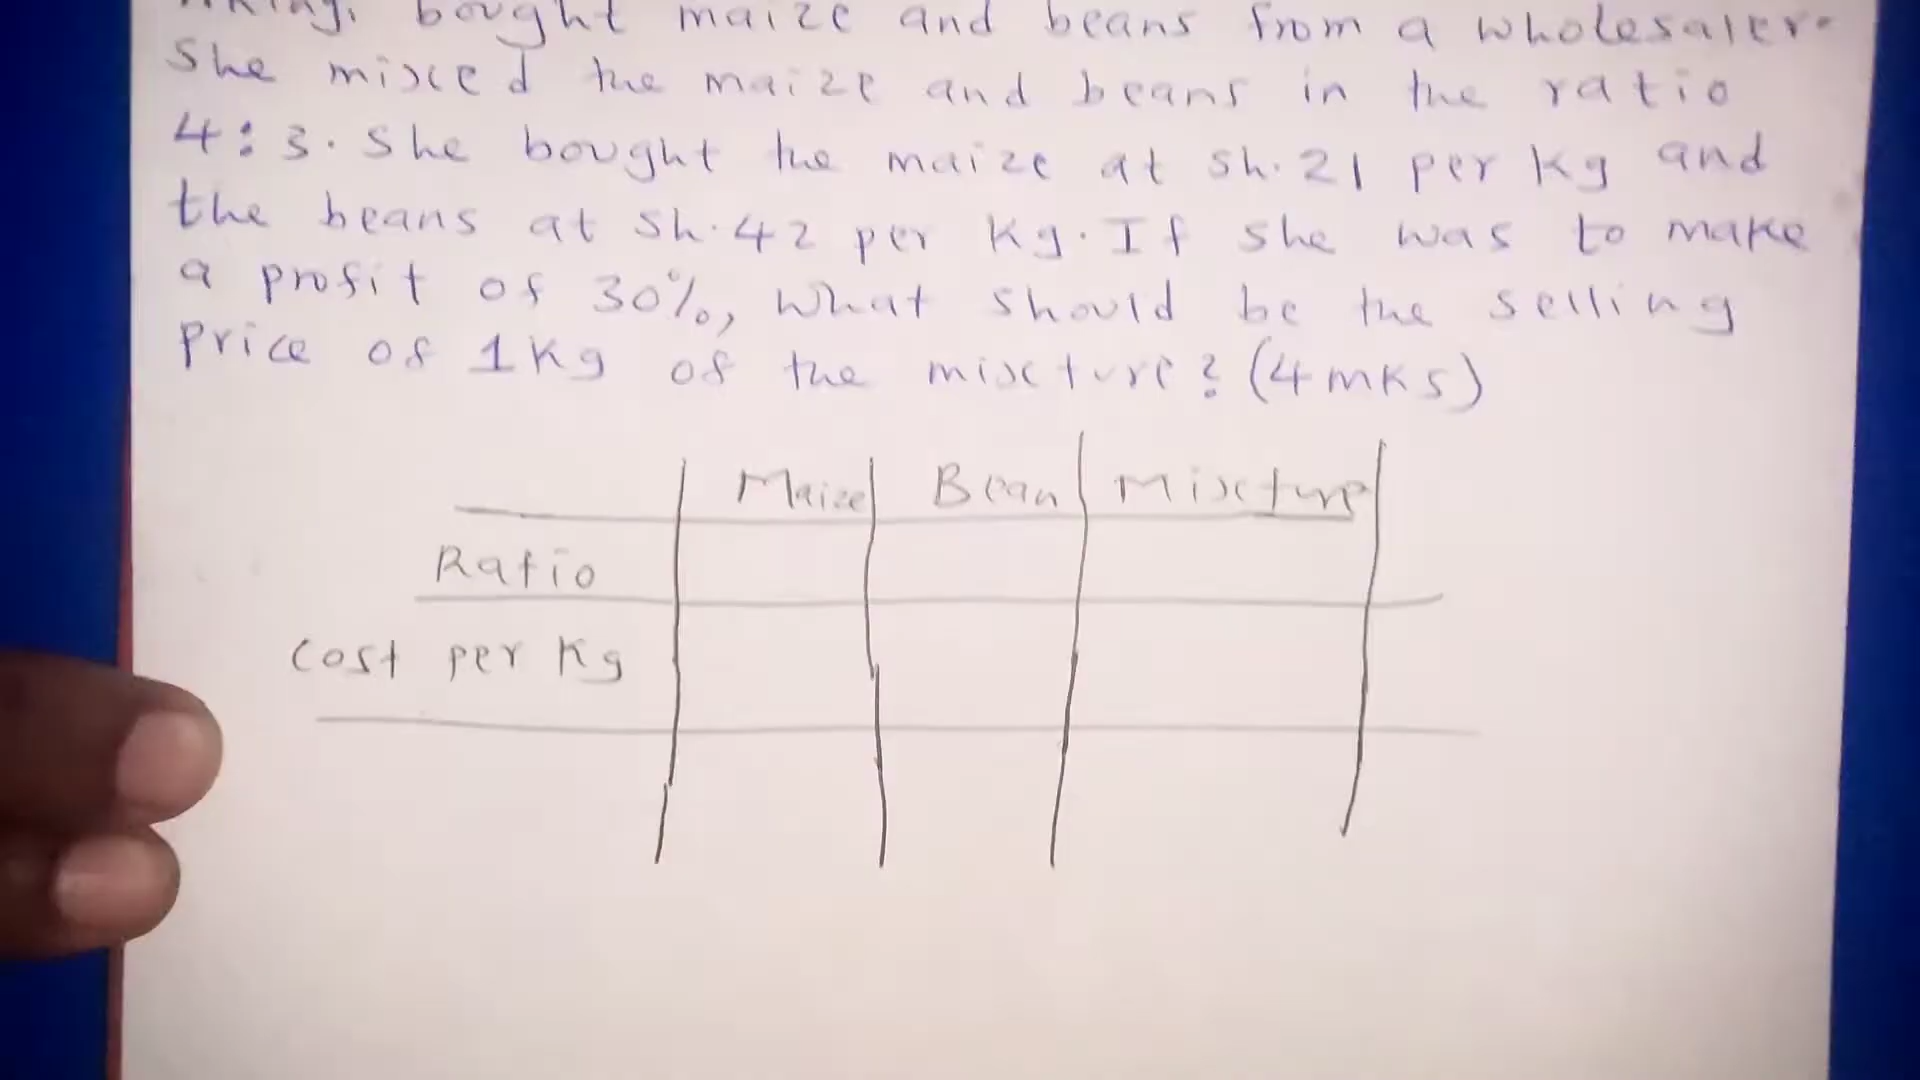 bought maize and beans from a wholesaler.
She mixed the maize and beans in the ratio
4:3. She bought the maize at sh.21 per kg and
the beans at sh.42 per kg. If she was to make
a profit of 30%, what should be the selling
price of 1kg of the mixture? (4mks)
Maize Bean Mixture
Ratio
Cost per kg